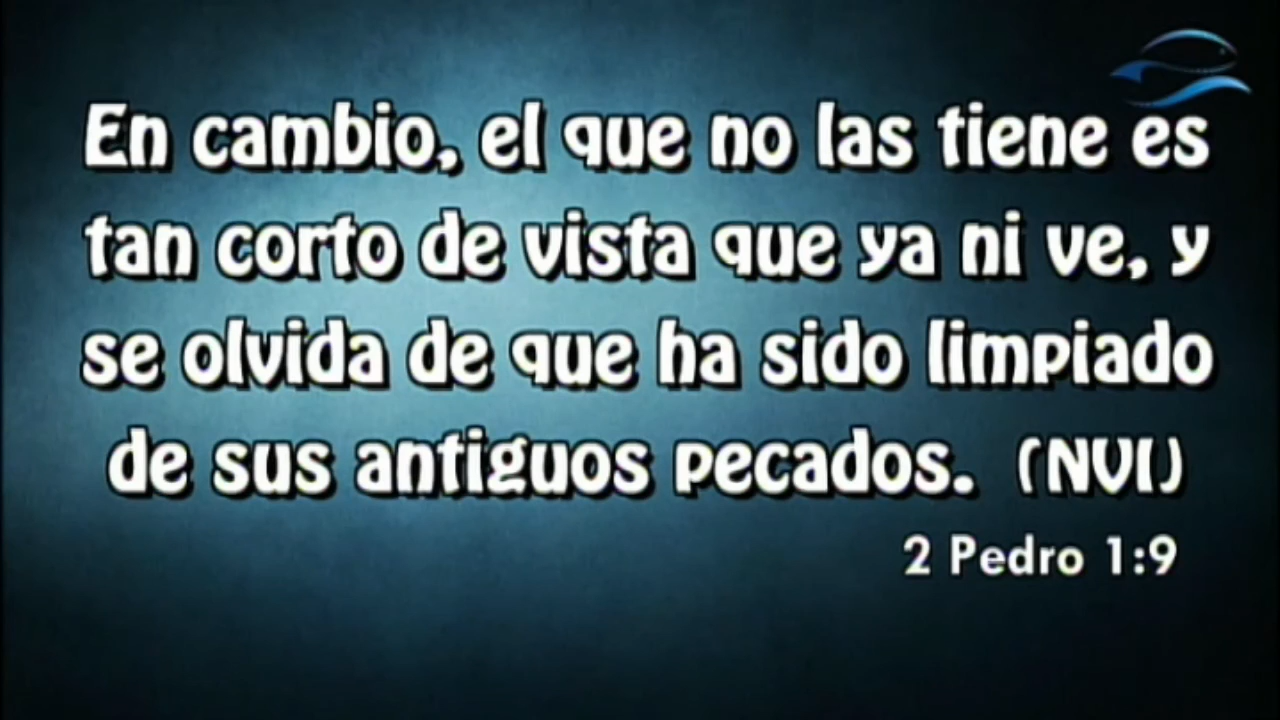 En cambio, el que no las tiene es
tan corto de vista que ya ni ve, y
se olvida de que ha sido limpiado
de sus antiguos pecados. (NVI)
2 Pedro 1:9